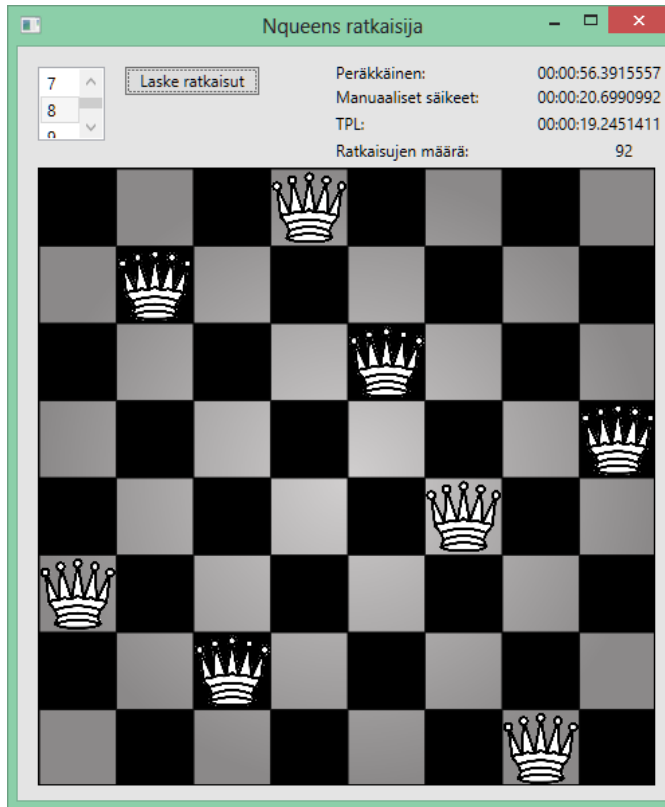 Nqueens ratkaisija
7
8
9
Laske ratkaisut
Peräkkäinen: 00:00:56.3915557
Manuaaliset säikeet: 00:00:20.6990992
TPL: 00:00:19.2451411
Ratkaisujen määrä: 92